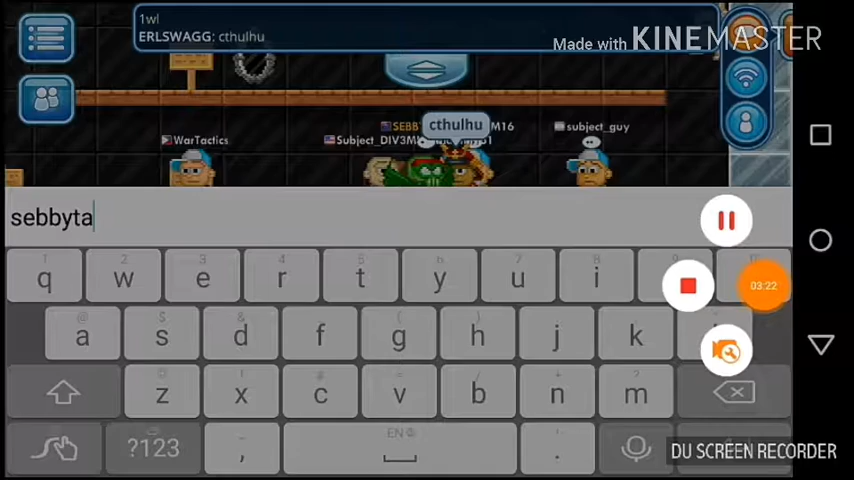 1wl
ERLSWAGG: cthulhu
Made with KINEMASTER
cthulhu
SEBB
M16
subject_guy
WarTactics
Subject_DIV3M
sebbyta
q w e r t y u i
a s d f g h j k
z x c v b n m
?123 , EN .
03:22
DU SCREEN RECORDER